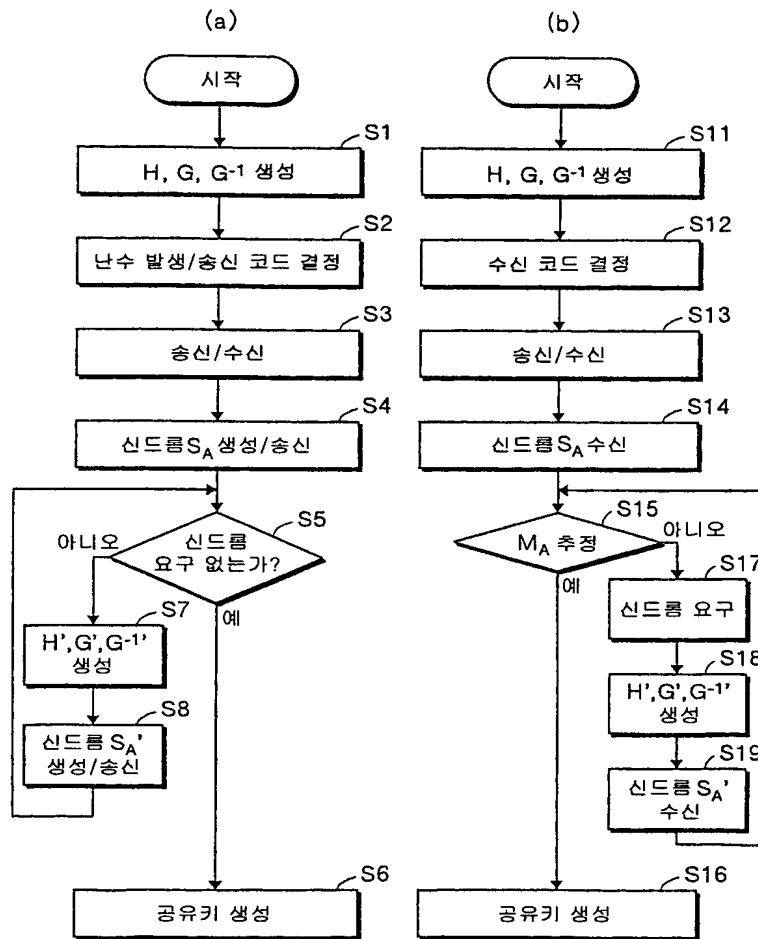 (a)
시작
S1
H, G, G⁻¹ 생성
S2
난수 발생/송신 코드 결정
S3
송신/수신
S4
신드롬 S_A 생성/송신
S5
아니오
신드롬
요구 없는가?
예
S7
H',G',G⁻¹'
생성
S8
신드롬 S_A'
생성/송신
S6
공유키 생성
(b)
시작
S11
H, G, G⁻¹ 생성
S12
수신 코드 결정
S13
송신/수신
S14
신드롬 S_A 수신
S15
M_A 추정
아니오
예
S17
신드롬 요구
S18
H',G',G⁻¹'
생성
S19
신드롬 S_A'
수신
S16
공유키 생성